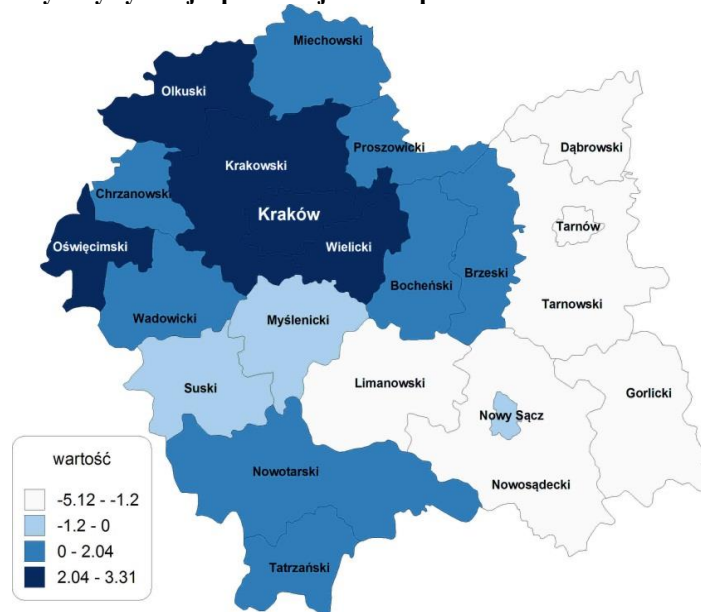 Miechowski
Olkuski
Proszowicki
Dąbrowski
Krakowski
Chrzanowski
Kraków
Tarnów
Oświęcimski
Wielicki
Bocheński
Brzeski
Tarnowski
Wadowicki
Myślenicki
Suski
Limanowski
Gorlicki
Nowy Sącz
Nowotarski
Nowosądecki
Tatrzański
wartość
-5.12 - -1.2
-1.2 - 0
0 - 2.04
2.04 - 3.31